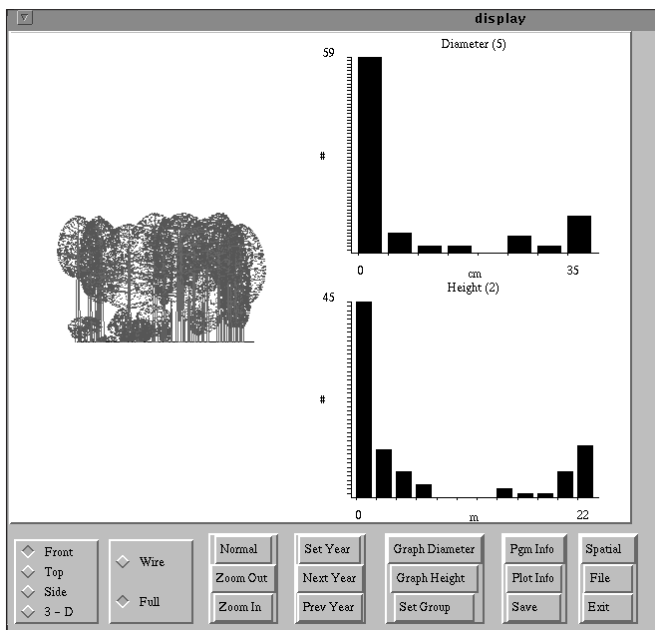 display
Diameter (5)
59
#
0 cm 35
Height (2)
45
#
0 m 22
Front
Top
Side
3 - D
Wire
Full
Normal
Zoom Out
Zoom In
Set Year
Next Year
Prev Year
Graph Diameter
Graph Height
Set Group
Pgm Info
Plot Info
Save
Spatial
File
Exit